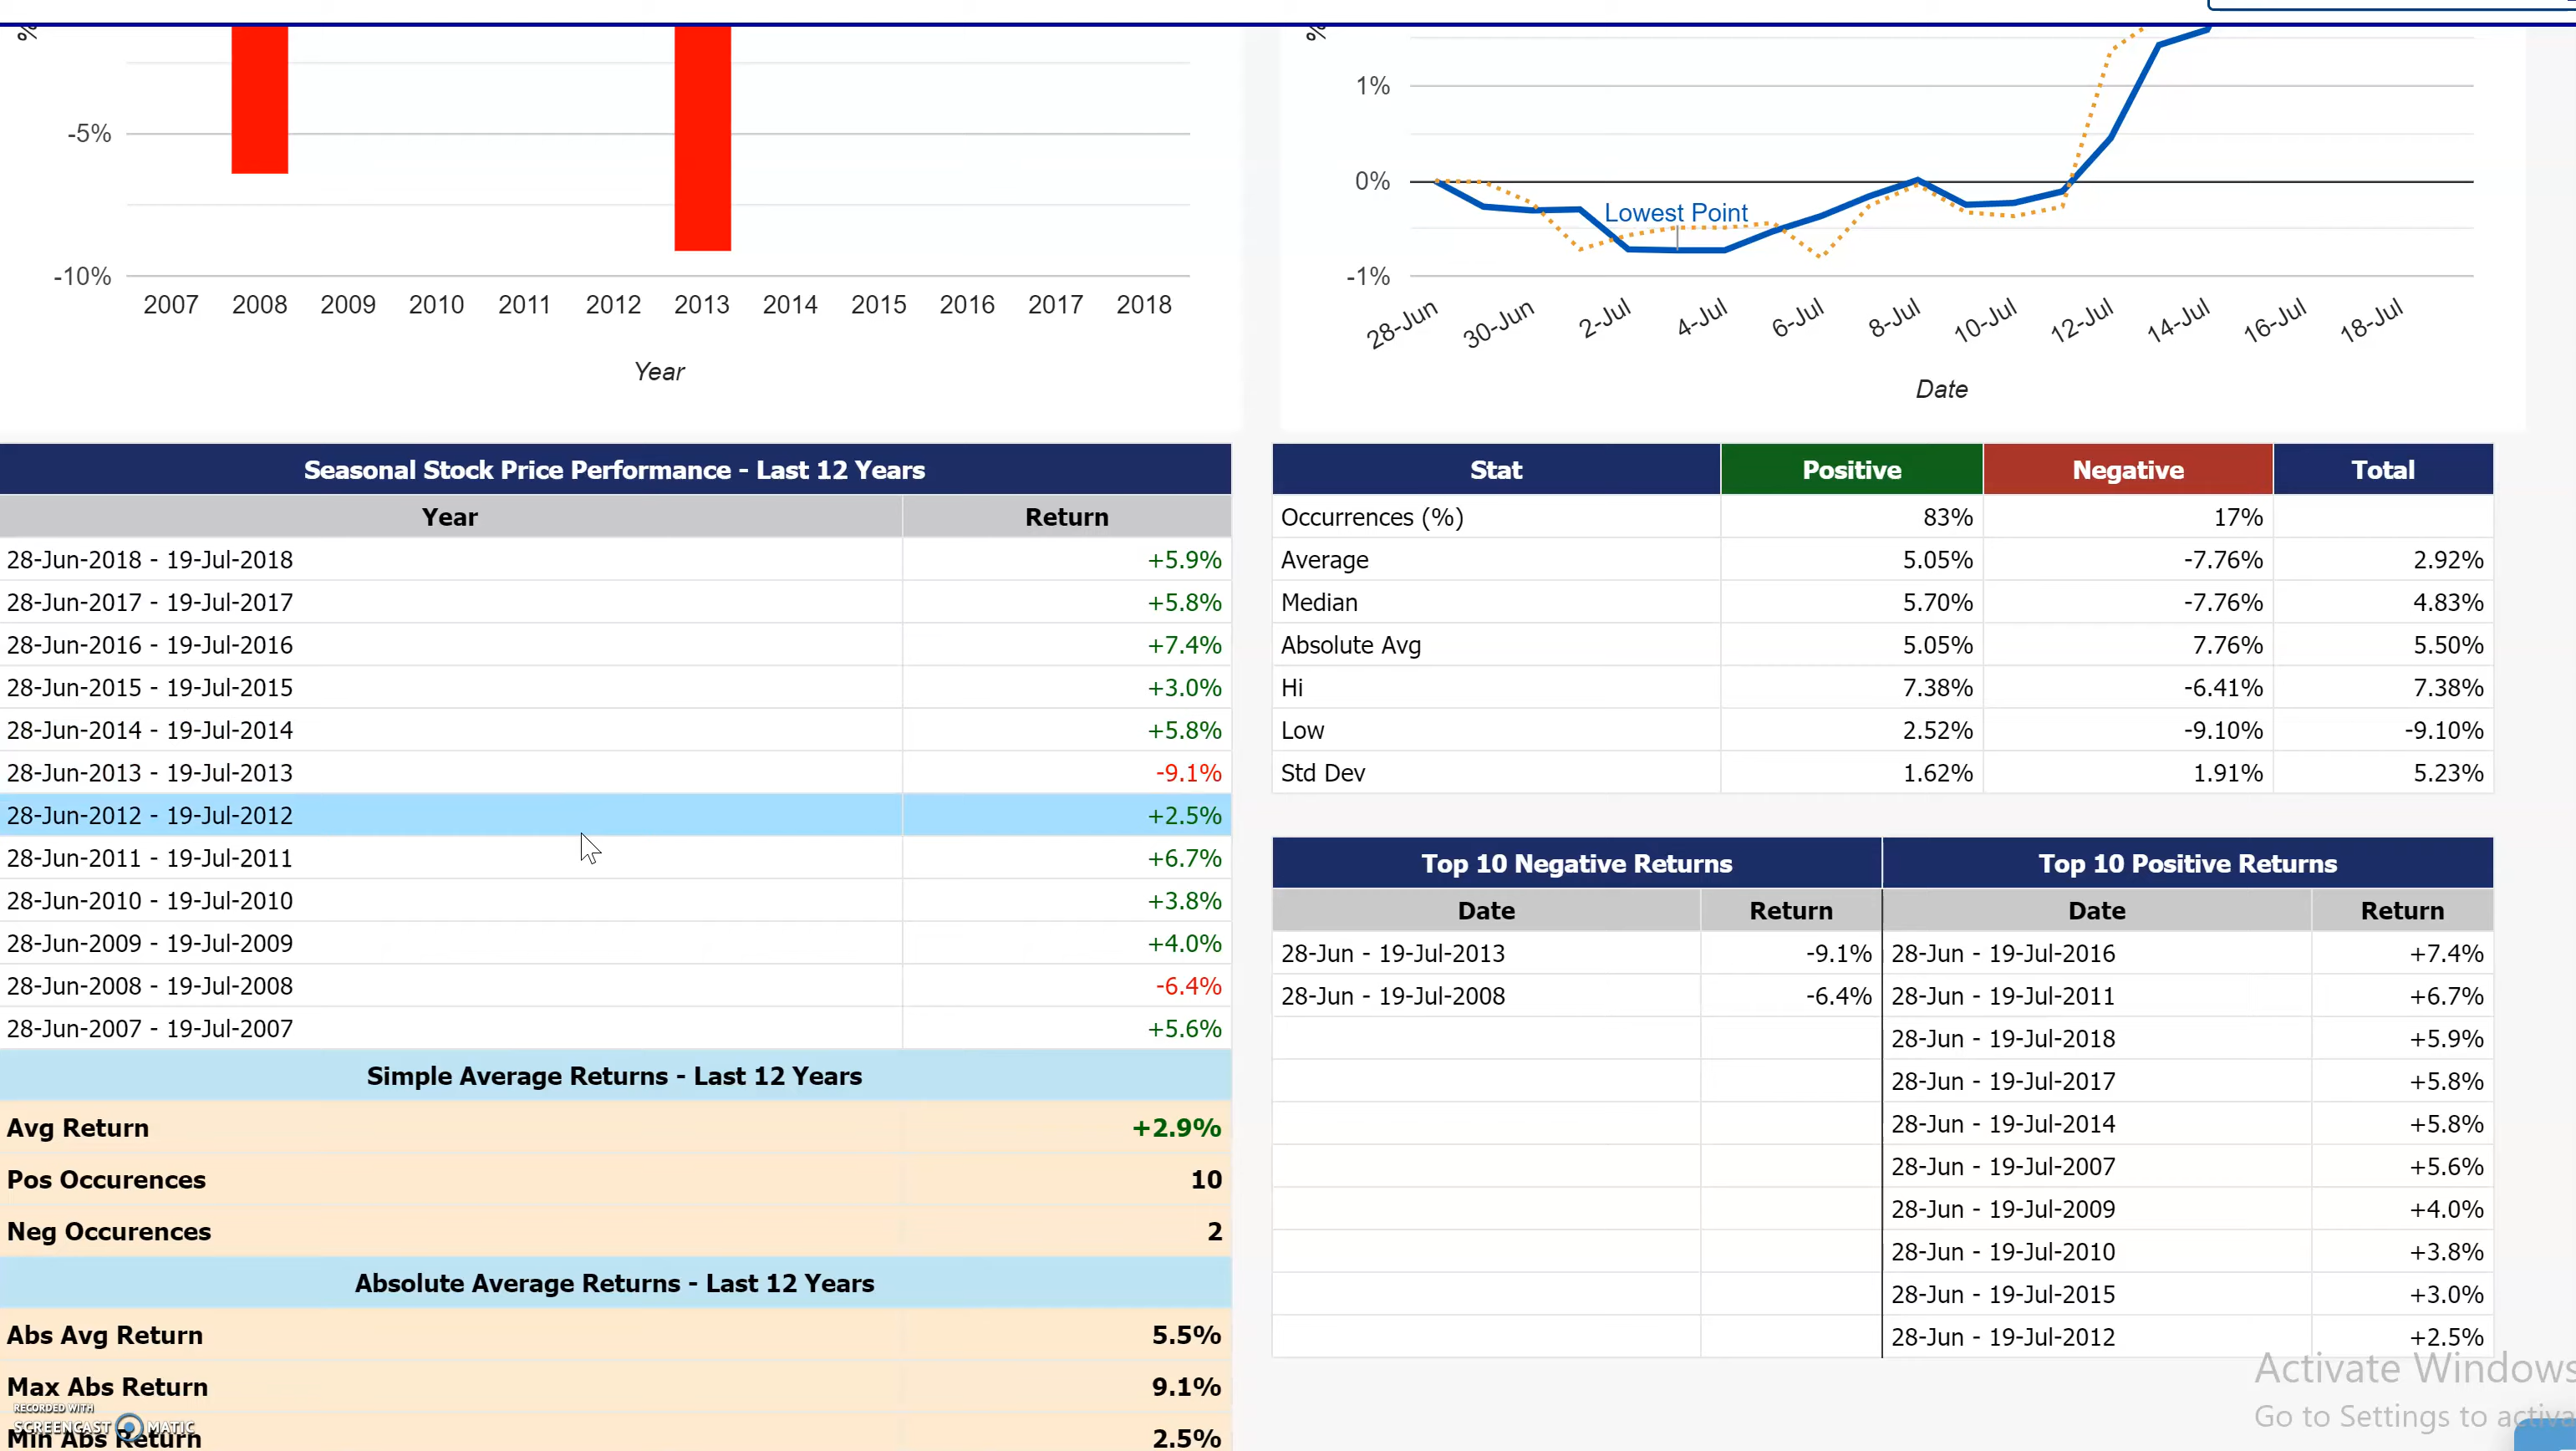 %
-5%
-10%
2007 2008 2009 2010 2011 2012 2013 2014 2015 2016 2017 2018
Year
%
1%
0%
-1%
Lowest Point
28-Jun 30-Jun 2-Jul 4-Jul 6-Jul 8-Jul 10-Jul 12-Jul 14-Jul 16-Jul 18-Jul
Date
Seasonal Stock Price Performance - Last 12 Years
Year Return
28-Jun-2018 - 19-Jul-2018 +5.9%
28-Jun-2017 - 19-Jul-2017 +5.8%
28-Jun-2016 - 19-Jul-2016 +7.4%
28-Jun-2015 - 19-Jul-2015 +3.0%
28-Jun-2014 - 19-Jul-2014 +5.8%
28-Jun-2013 - 19-Jul-2013 -9.1%
28-Jun-2012 - 19-Jul-2012 +2.5%
28-Jun-2011 - 19-Jul-2011 +6.7%
28-Jun-2010 - 19-Jul-2010 +3.8%
28-Jun-2009 - 19-Jul-2009 +4.0%
28-Jun-2008 - 19-Jul-2008 -6.4%
28-Jun-2007 - 19-Jul-2007 +5.6%
Simple Average Returns - Last 12 Years
Avg Return +2.9%
Pos Occurences 10
Neg Occurences 2
Absolute Average Returns - Last 12 Years
Abs Avg Return 5.5%
Max Abs Return 9.1%
Min Abs Return 2.5%
Stat Positive Negative Total
Occurrences (%) 83% 17%
Average 5.05% -7.76% 2.92%
Median 5.70% -7.76% 4.83%
Absolute Avg 5.05% 7.76% 5.50%
Hi 7.38% -6.41% 7.38%
Low 2.52% -9.10% -9.10%
Std Dev 1.62% 1.91% 5.23%
Top 10 Negative Returns Top 10 Positive Returns
Date Return Date Return
28-Jun - 19-Jul-2013 -9.1% 28-Jun - 19-Jul-2016 +7.4%
28-Jun - 19-Jul-2008 -6.4% 28-Jun - 19-Jul-2011 +6.7%
28-Jun - 19-Jul-2018 +5.9%
28-Jun - 19-Jul-2017 +5.8%
28-Jun - 19-Jul-2014 +5.8%
28-Jun - 19-Jul-2007 +5.6%
28-Jun - 19-Jul-2009 +4.0%
28-Jun - 19-Jul-2010 +3.8%
28-Jun - 19-Jul-2015 +3.0%
28-Jun - 19-Jul-2012 +2.5%
Activate Windows
Go to Settings to activa
RECORDED WITH
SCREENCAST MATIC